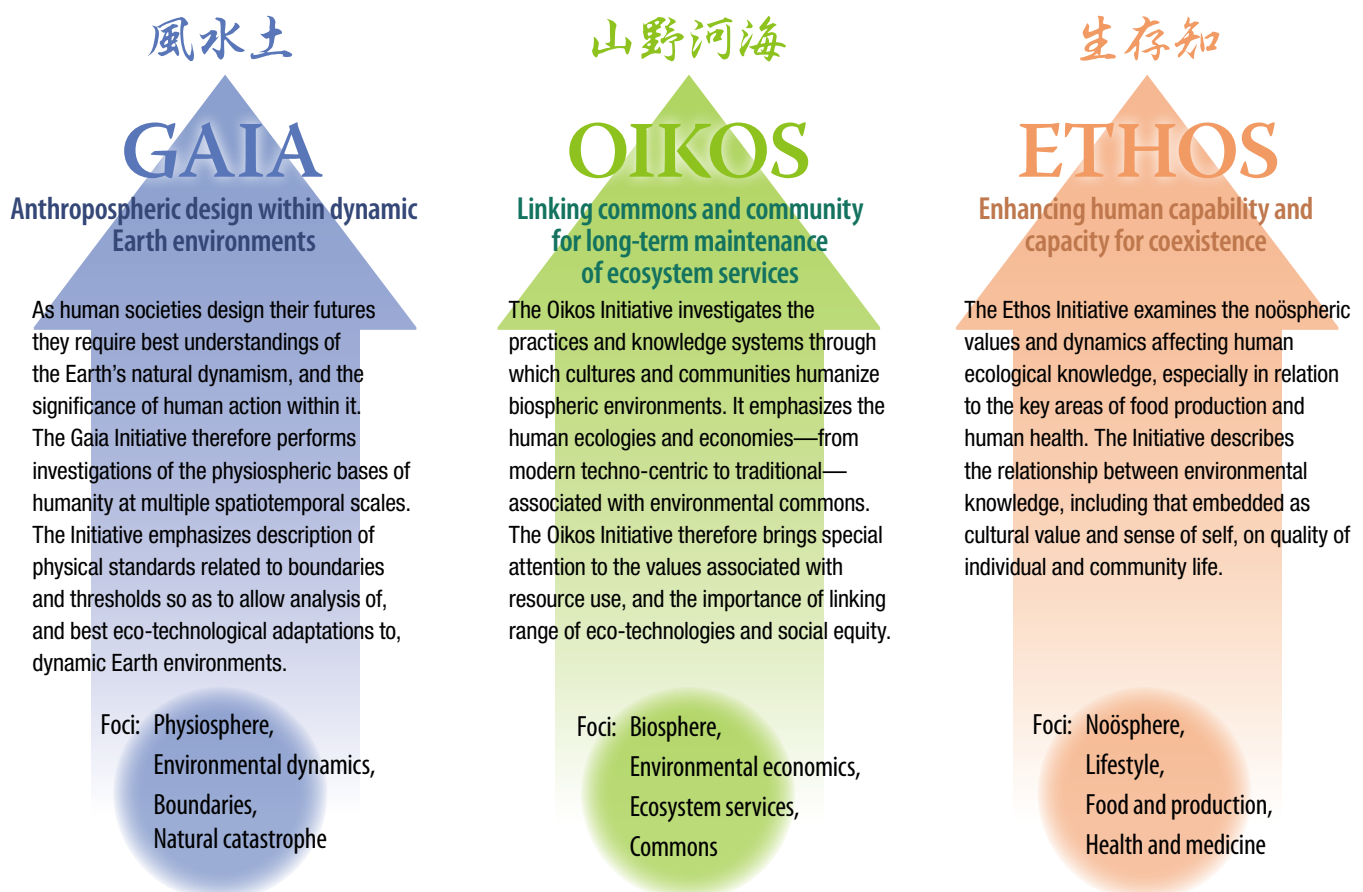 風水土
GAIA
Anthropospheric design within dynamic
Earth environments
As human societies design their futures
they require best understandings of
the Earth's natural dynamism, and the
significance of human action within it.
The Gaia Initiative therefore performs
investigations of the physiospheric bases of
humanity at multiple spatiotemporal scales.
The Initiative emphasizes description of
physical standards related to boundaries
and thresholds so as to allow analysis of,
and best eco-technological adaptations to,
dynamic Earth environments.
Foci: Physiosphere,
Environmental dynamics,
Boundaries,
Natural catastrophe
山野河海
OIKOS
Linking commons and community
for long-term maintenance
of ecosystem services
The Oikos Initiative investigates the
practices and knowledge systems through
which cultures and communities humanize
biospheric environments. It emphasizes the
human ecologies and economies—from
modern techno-centric to traditional—
associated with environmental commons.
The Oikos Initiative therefore brings special
attention to the values associated with
resource use, and the importance of linking
range of eco-technologies and social equity.
Foci: Biosphere,
Environmental economics,
Ecosystem services,
Commons
生存知
ETHOS
Enhancing human capability and
capacity for coexistence
The Ethos Initiative examines the noöspheric
values and dynamics affecting human
ecological knowledge, especially in relation
to the key areas of food production and
human health. The Initiative describes
the relationship between environmental
knowledge, including that embedded as
cultural value and sense of self, on quality of
individual and community life.
Foci: Noösphere,
Lifestyle,
Food and production,
Health and medicine